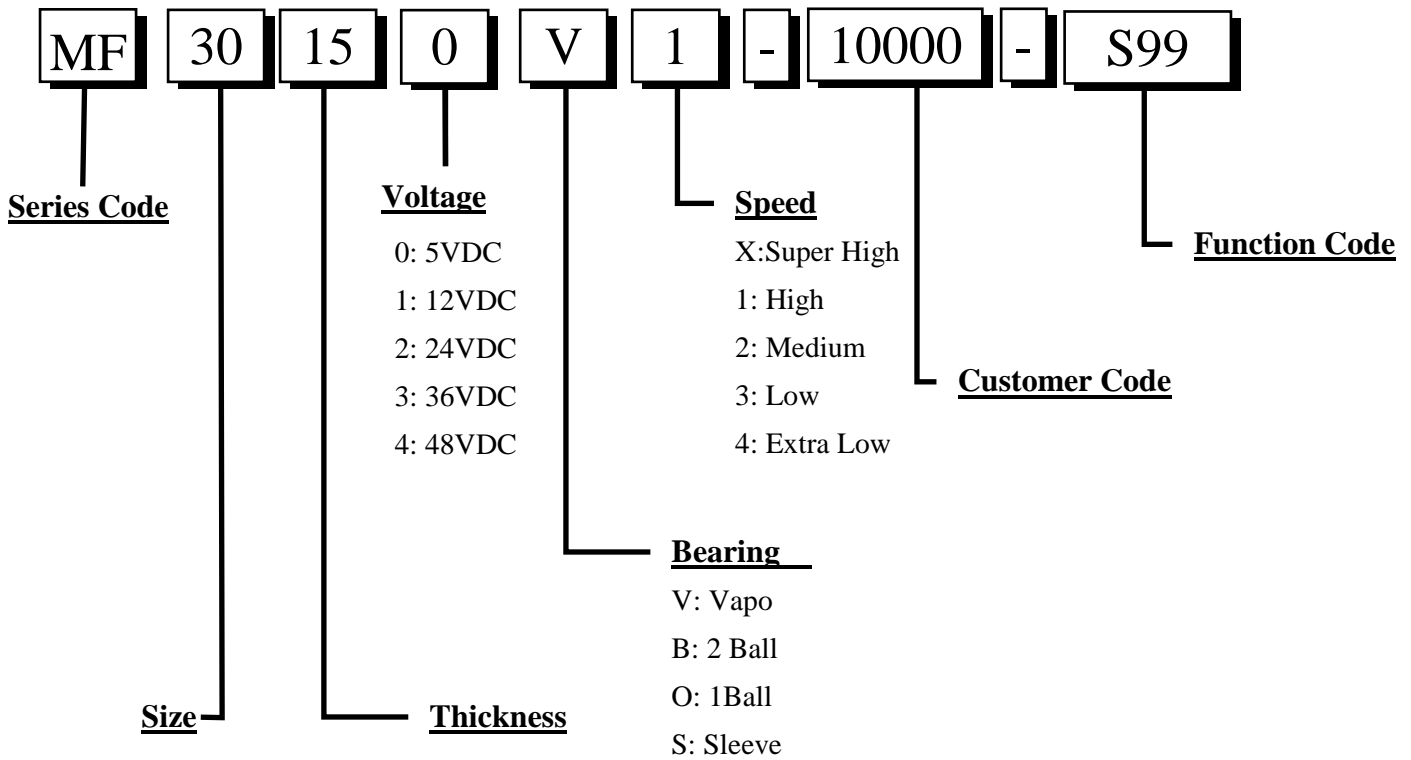 MF 30 15 0 V 1 - 10000 - S99
Series Code
Voltage
0: 5VDC
1: 12VDC
2: 24VDC
3: 36VDC
4: 48VDC
Speed
X:Super High
1: High
2: Medium
3: Low
4: Extra Low
Function Code
Customer Code
Bearing
V: Vapo
B: 2 Ball
O: 1Ball
S: Sleeve
Size
Thickness